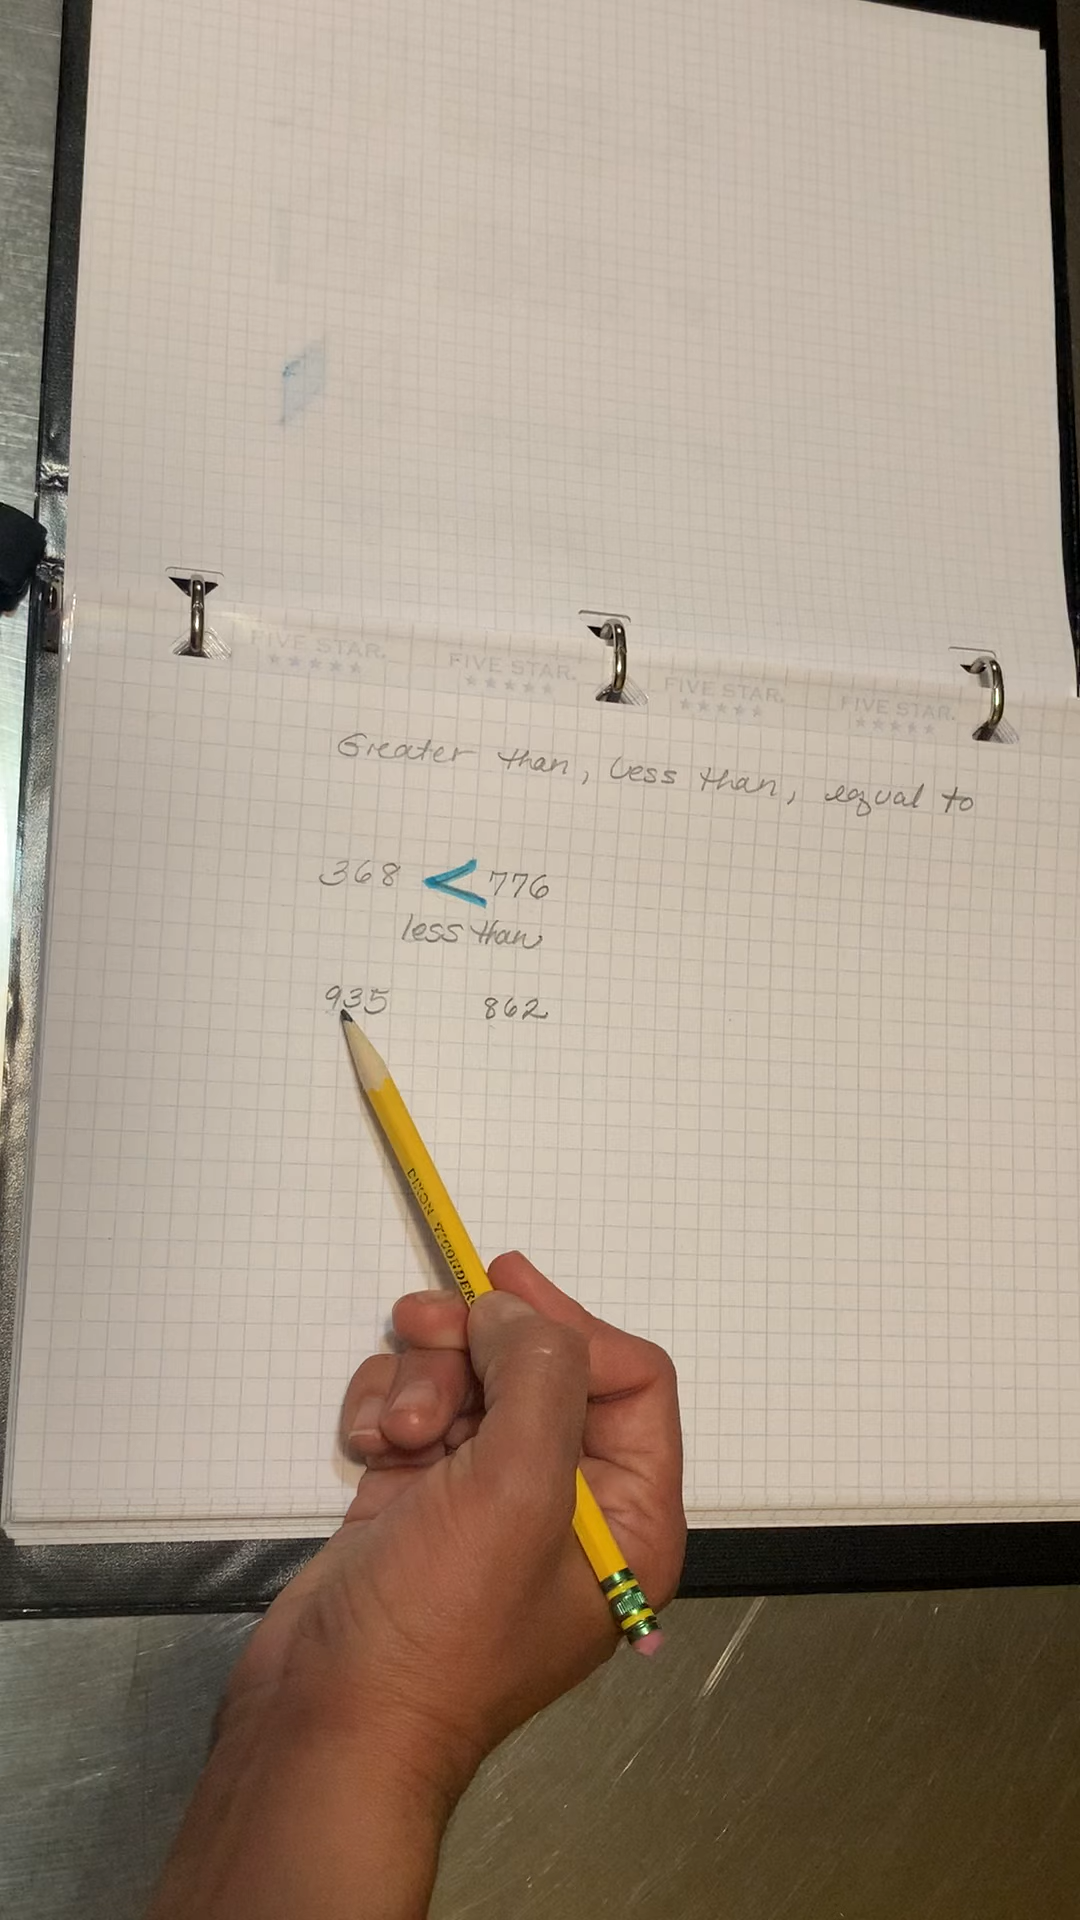 FIVE STAR. FIVE STAR. FIVE STAR. FIVE STAR.
Greater than, less than, equal to
368 < 776
less than
935 862
DIXON TICONDER